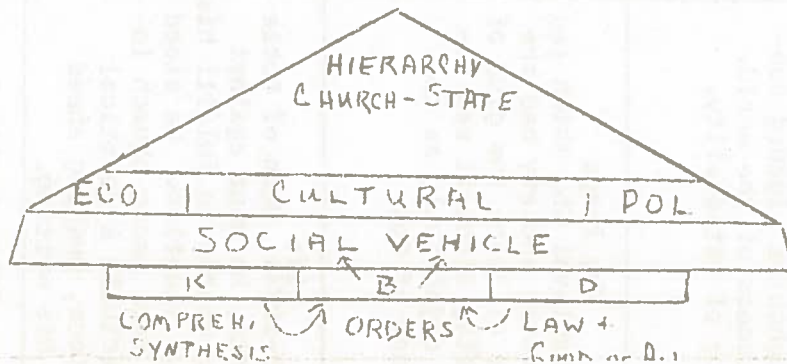 HIERARCHY
CHURCH-STATE
ECO | CULTURAL | POL
SOCIAL VEHICLE
K B D
COMPREH. ORDERS LAW +
SYNTHESIS